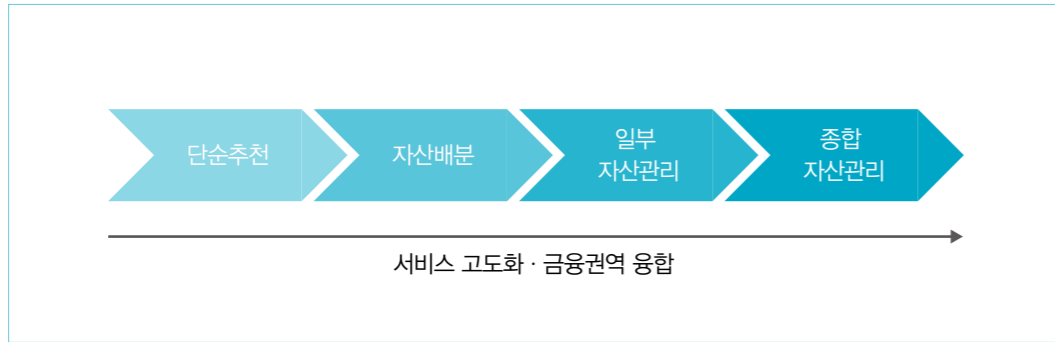 단순추천
자산배분
일부
자산관리
종합
자산관리
서비스 고도화 · 금융권역 융합